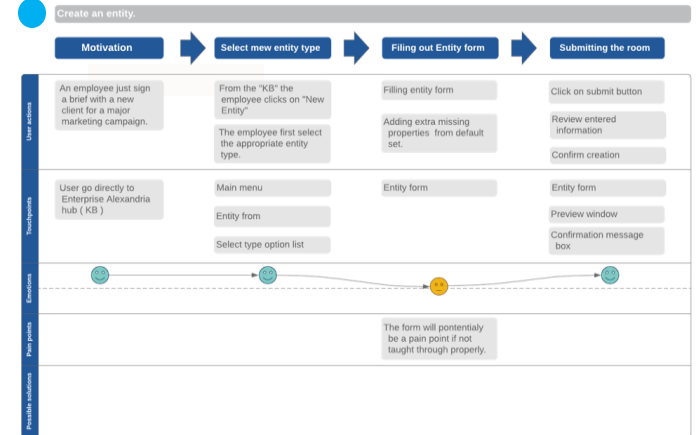 Create an entity.
Motivation
Select mew entity type
Filing out Entity form
Submitting the room
User actions
An employee just sign
a brief with a new
client for a major
marketing campaign.
From the "KB" the
employee clicks on "New
Entity"
The employee first select
the appropriate entity
type.
Filling entity form
Adding extra missing
properties from default
set.
Click on submit button
Review entered
information
Confirm creation
Touchpoints
User go directly to
Enterprise Alexandria
hub ( KB )
Main menu
Entity from
Select type option list
Entity form
Entity form
Preview window
Confirmation message
box
Emotions
Pain points
The form will pontentialy
be a pain point if not
taught through properly.
Possible solutions